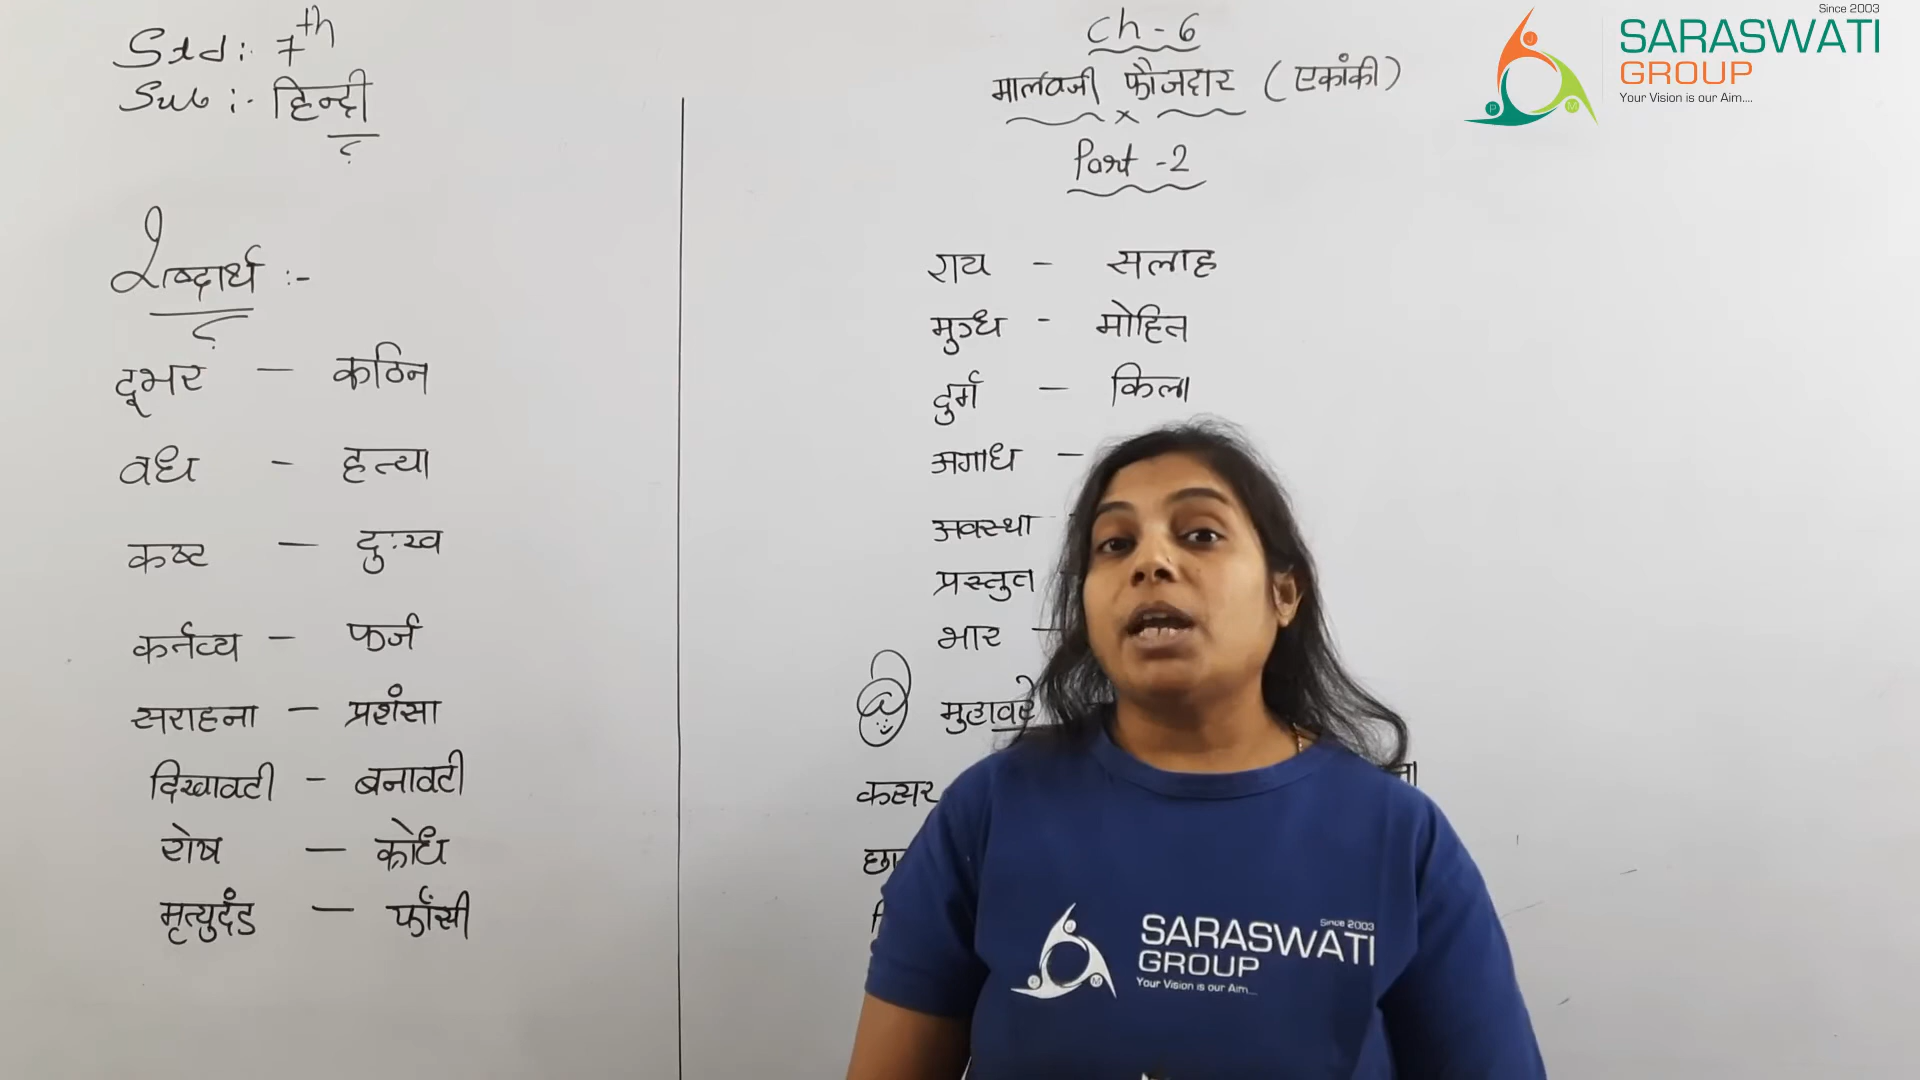 Std:- 7th
Sub:- हिन्दी
शब्दार्थ :-
दूभर - कठिन
वध - हत्या
कष्ट - दुःख
कर्तव्य - फर्ज
सराहना - प्रशंसा
दिखावटी - बनावटी
रोष - क्रोध
मृत्युदंड - फाँसी
Ch - 6
मालवजी फौजदार (एकांकी)
Part -2
राय - सलाह
मुग्ध - मोहित
दुर्ग - किला
अगाध -
अवस्था
प्रस्तुत
भार -
मुहावरे
कसर
Since 2003
SARASWATI
GROUP
Your Vision is our Aim....
Since 2003
SARASWATI
GROUP
Your Vision is our Aim....